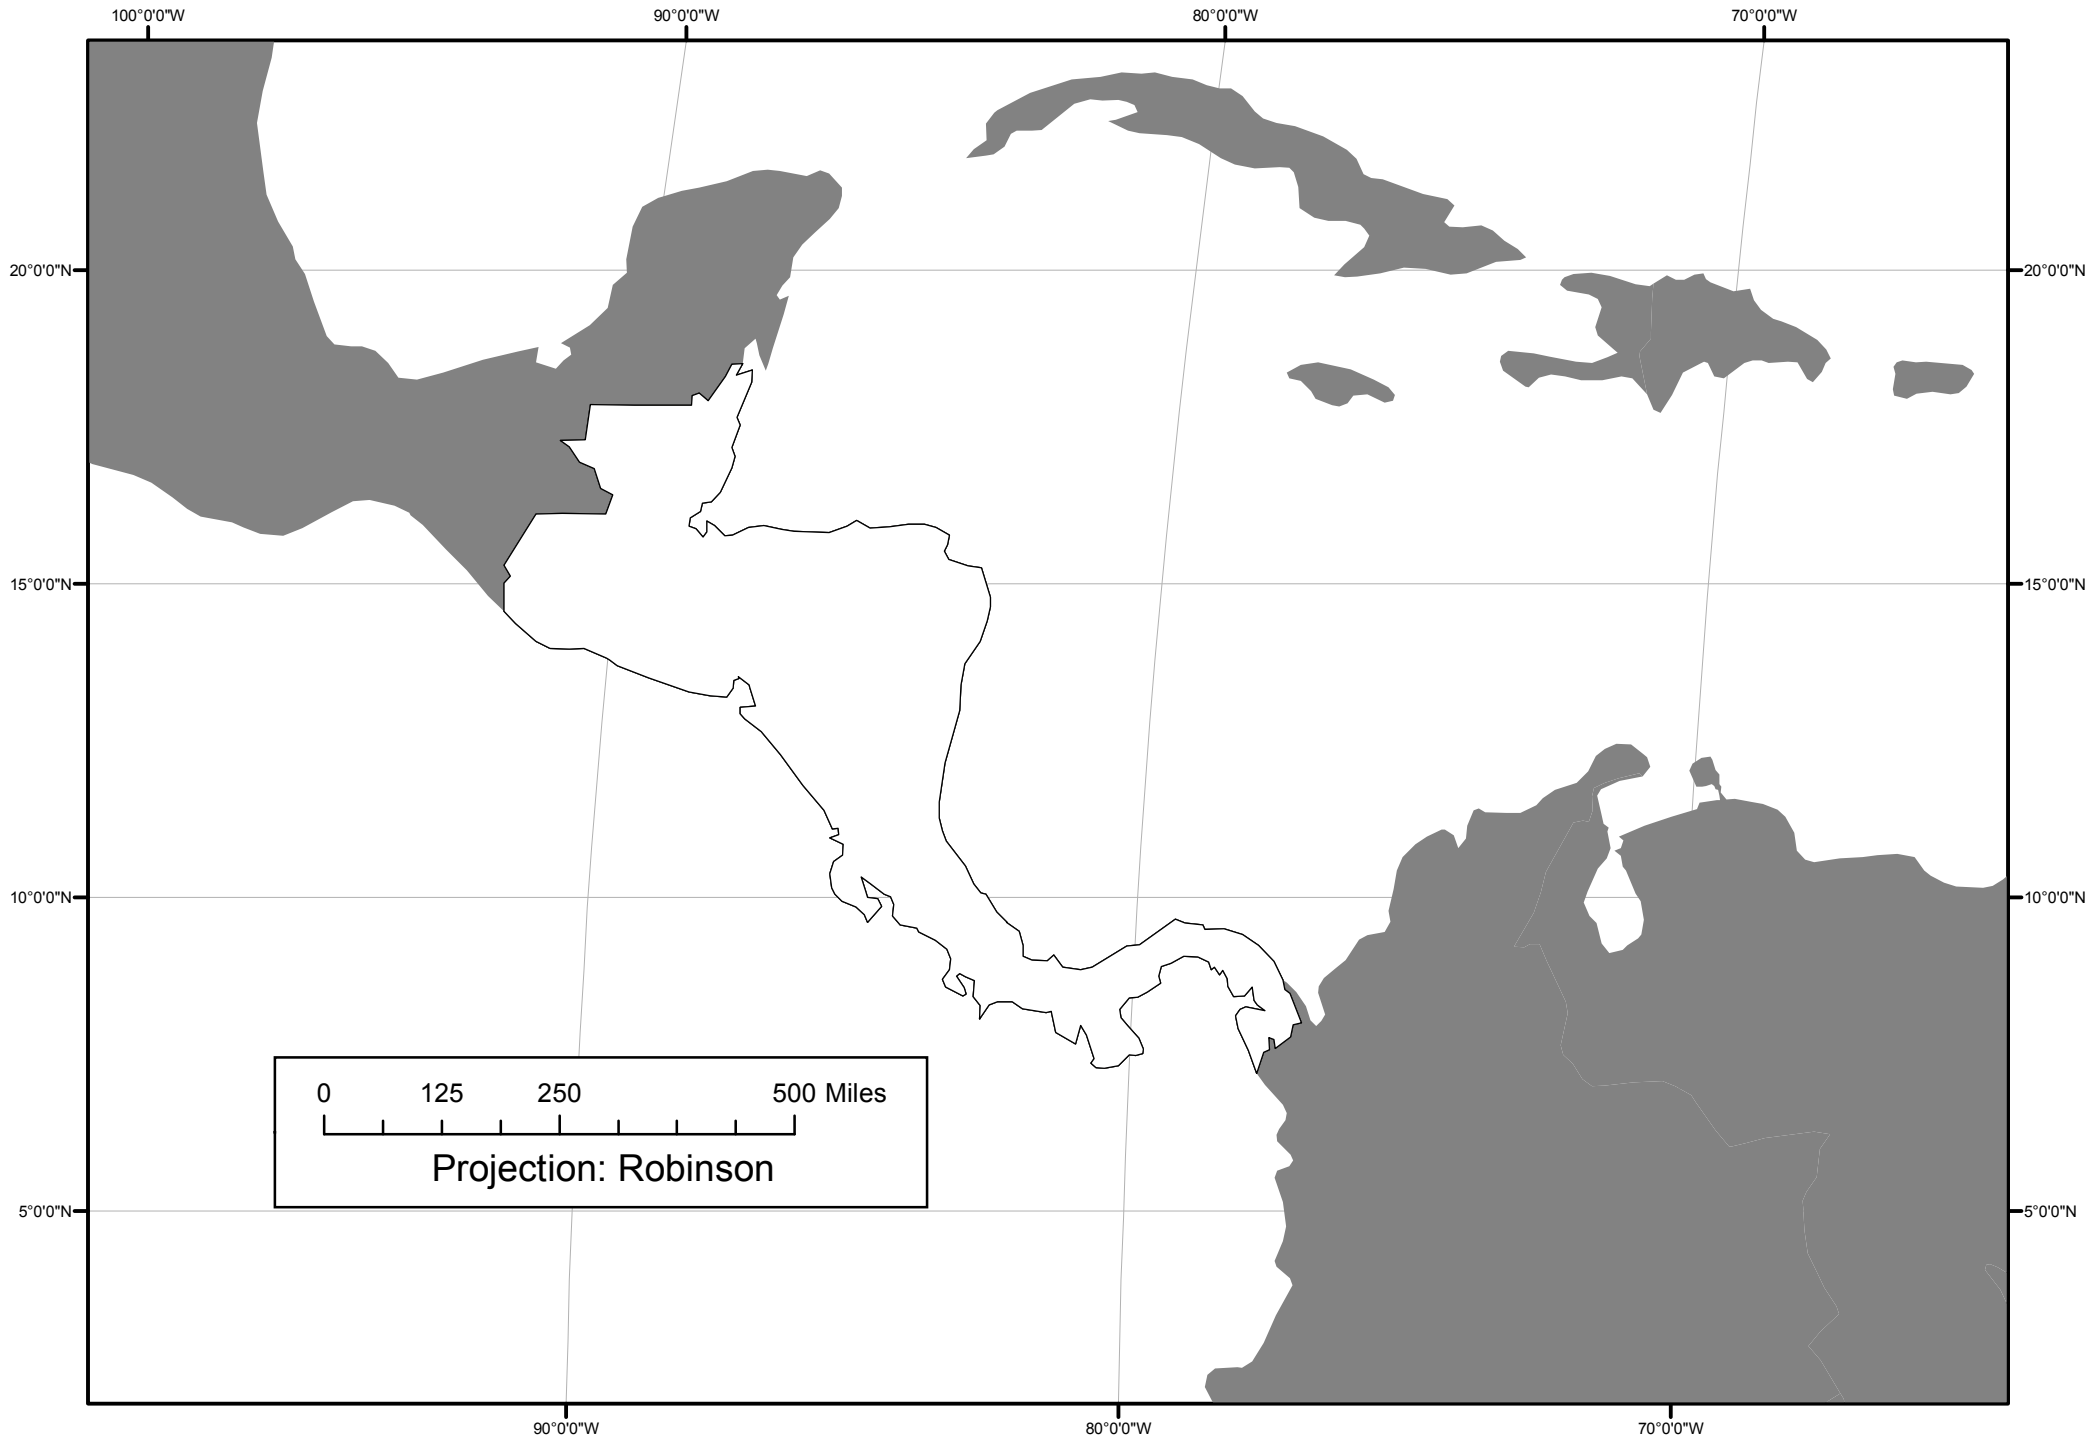 100°0'0"W 90°0'0"W 80°0'0"W 70°0'0"W
20°0'0"N 20°0'0"N
15°0'0"N 15°0'0"N
10°0'0"N 10°0'0"N
0 125 250 500 Miles
Projection: Robinson
5°0'0"N 5°0'0"N
90°0'0"W 80°0'0"W 70°0'0"W